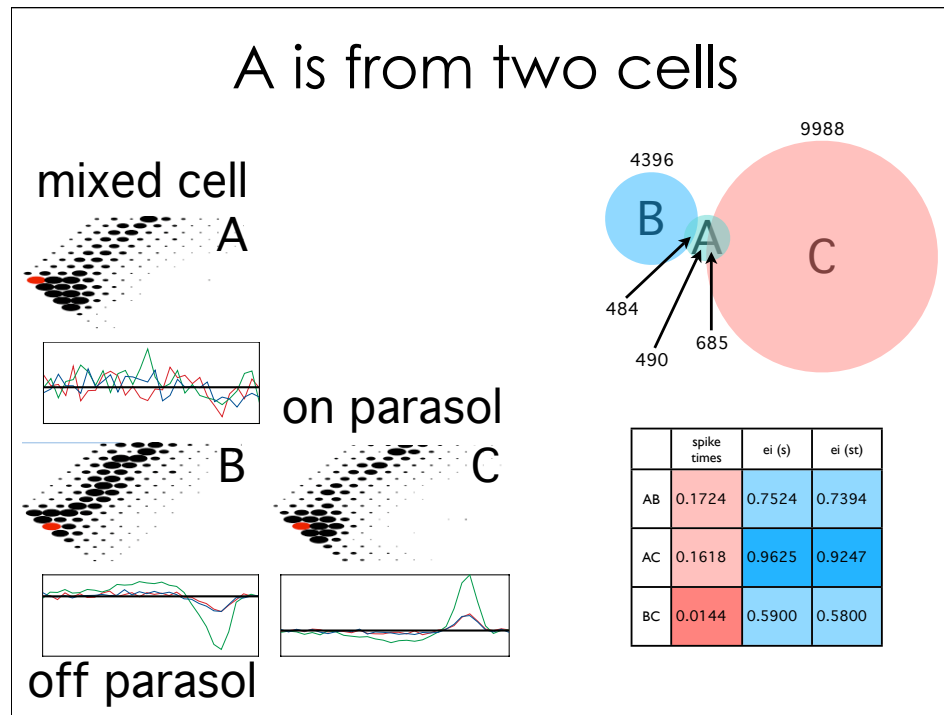 A is from two cells
mixed cell
A
9988
4396
B
A
C
484
490
685
on parasol
B
C
off parasol
spike times ei (s) ei (st)
AB 0.1724 0.7524 0.7394
AC 0.1618 0.9625 0.9247
BC 0.0144 0.5900 0.5800